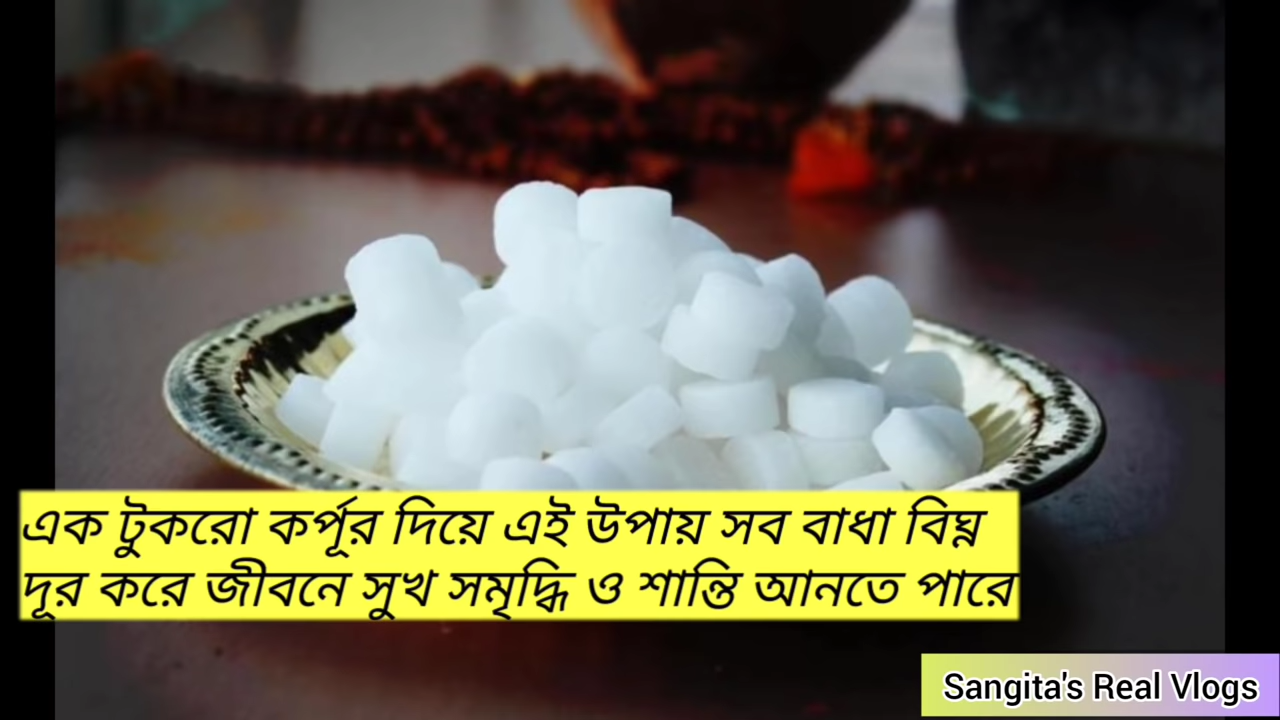 এক টুকরো কর্পূর দিয়ে এই উপায় সব বাধা বিঘ্ন
দূর করে জীবনে সুখ সমৃদ্ধি ও শান্তি আনতে পারে
Sangita's Real Vlogs